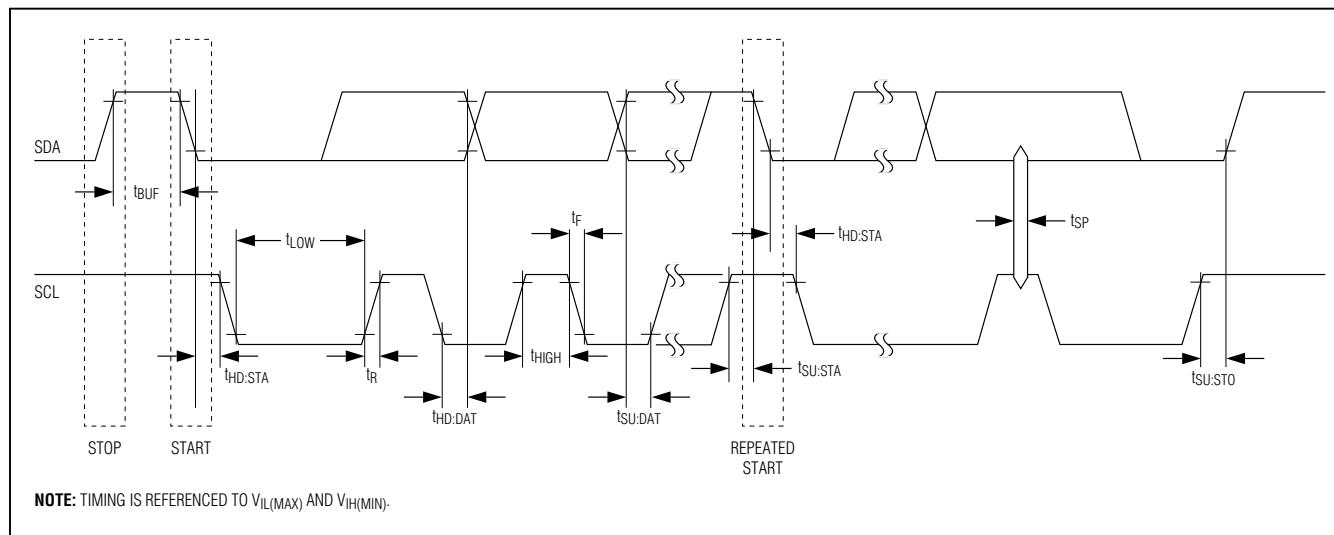 SDA
tBUF
tF
tHD:STA
tSP
tLOW
SCL
tHD:STA
tR
tHIGH
tHD:DAT
tSU:DAT
tSU:STA
tSU:STO
STOP
START
REPEATED
START
NOTE: TIMING IS REFERENCED TO VIL(MAX) AND VIH(MIN).